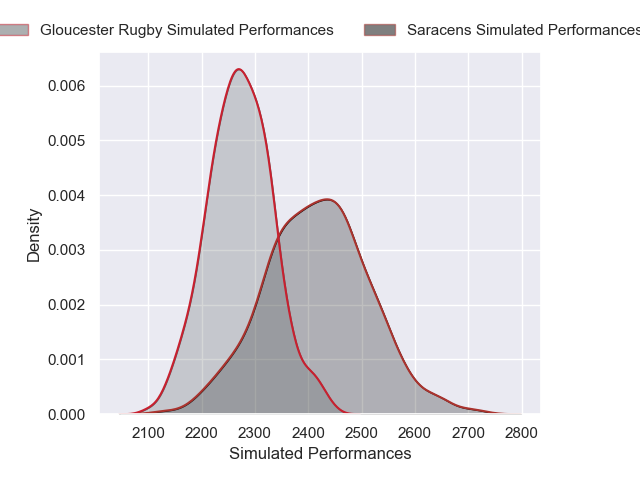 Gloucester Rugby Simulated Performances
Saracens Simulated Performances
0.006
0.005
0.004
0.003
0.002
0.001
0.000
Density
2100 2200 2300 2400 2500 2600 2700 2800
Simulated Performances